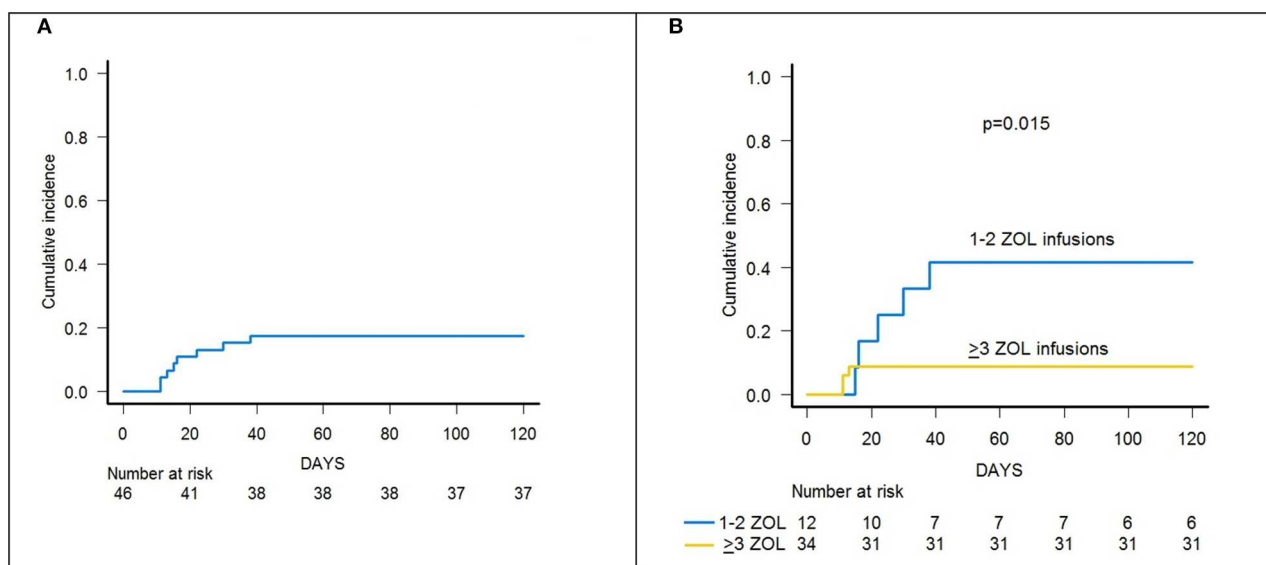 A
1.0
0.8
0.6
0.4
0.2
0.0
Cumulative incidence
0 20 40 60 80 100 120
DAYS
Number at risk
46 41 38 38 38 37 37
B
1.0
0.8
0.6
0.4
0.2
0.0
Cumulative incidence
p=0.015
1-2 ZOL infusions
≥3 ZOL infusions
0 20 40 60 80 100 120
DAYS
Number at risk
1-2 ZOL 12 10 7 7 7 6 6
≥3 ZOL 34 31 31 31 31 31 31